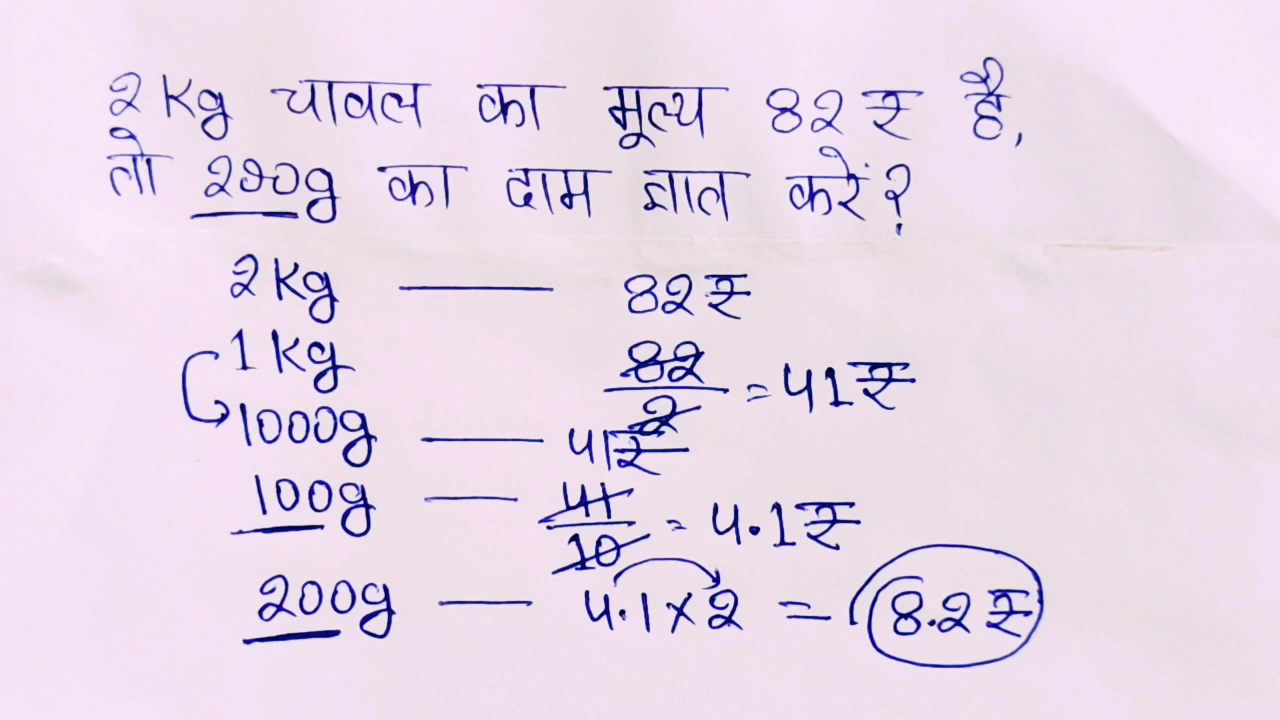 2 Kg चावल का मूल्य 82 ₹ है,
तो 200g का दाम ज्ञात करें?
2 Kg —— 82 ₹
1 Kg 82/2 = 41 ₹
1000g —— 41 ₹
100g — 41/10 = 4.1 ₹
200g — 4.1 × 2 = 8.2 ₹